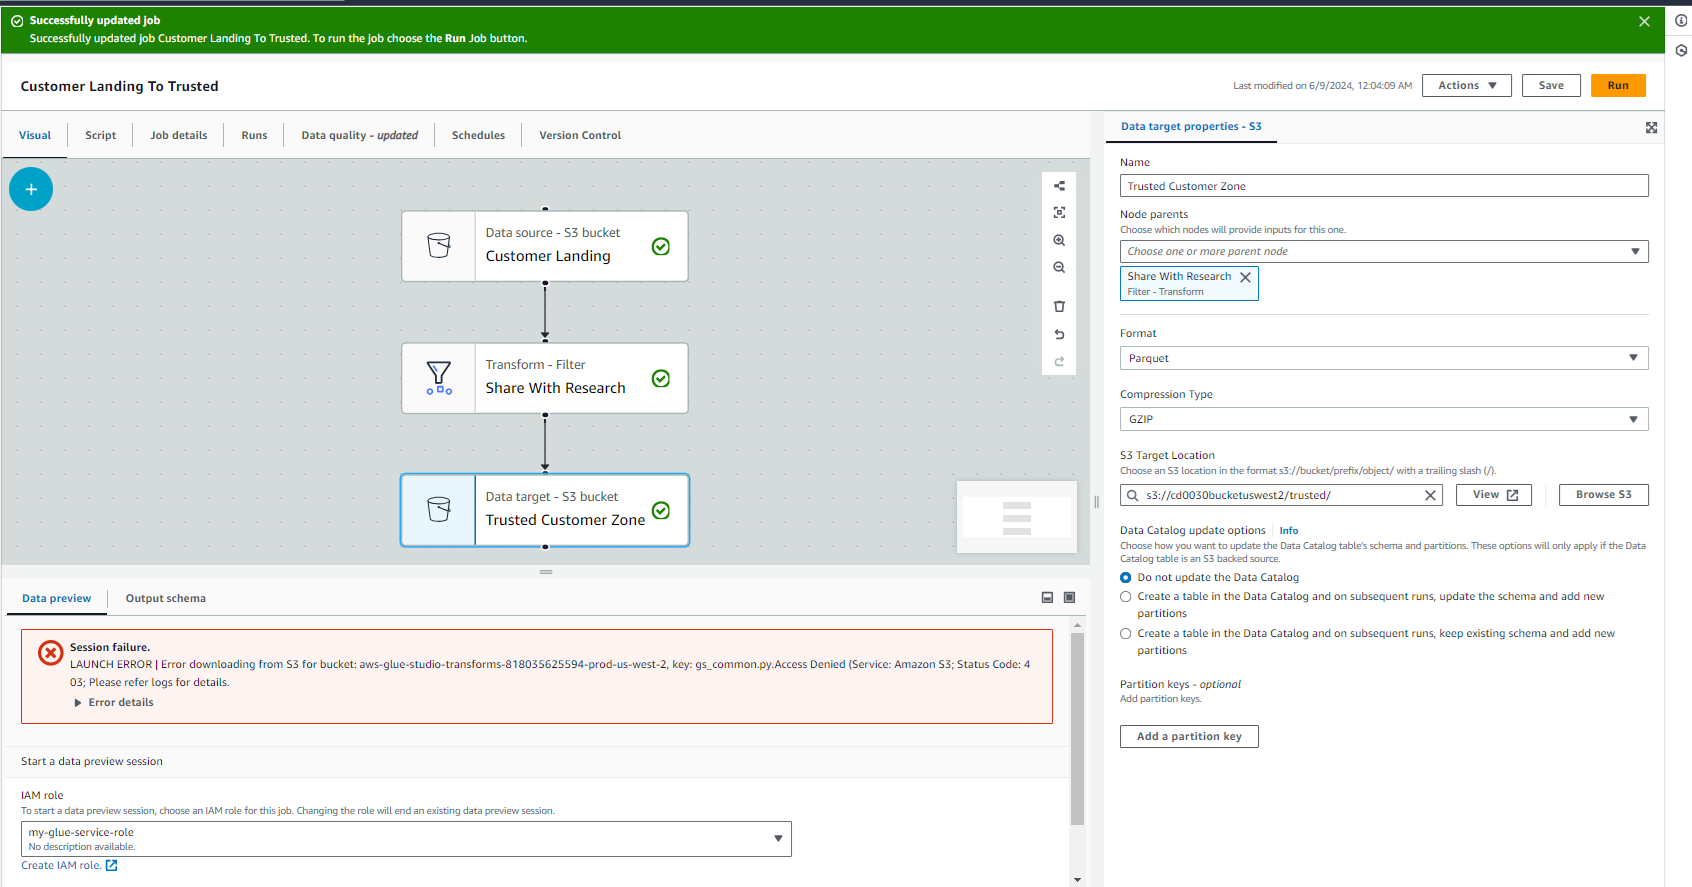 Successfully updated job
Successfully updated job Customer Landing To Trusted. To run the job choose the Run Job button.
Customer Landing To Trusted
Last modified on 6/9/2024, 12:04:09 AM
Actions
Save
Run
Visual
Script
Job details
Runs
Data quality - updated
Schedules
Version Control
Data source - S3 bucket
Customer Landing
Transform - Filter
Share With Research
Data target - S3 bucket
Trusted Customer Zone
Data preview
Output schema
Session failure.
LAUNCH ERROR | Error downloading from S3 for bucket: aws-glue-studio-transforms-818035625594-prod-us-west-2, key: gs_common.py.Access Denied (Service: Amazon S3; Status Code: 4
03; Please refer logs for details.
Error details
Start a data preview session
IAM role
To start a data preview session, choose an IAM role for this job. Changing the role will end an existing data preview session.
my-glue-service-role
No description available.
Create IAM role.
Data target properties - S3
Name
Trusted Customer Zone
Node parents
Choose which nodes will provide inputs for this one.
Choose one or more parent node
Share With Research
Filter - Transform
Format
Parquet
Compression Type
GZIP
S3 Target Location
Choose an S3 location in the format s3://bucket/prefix/object/ with a trailing slash (/).
s3://cd0030bucketuswest2/trusted/
View
Browse S3
Data Catalog update options
Info
Choose how you want to update the Data Catalog table's schema and partitions. These options will only apply if the Data
Catalog table is an S3 backed source.
Do not update the Data Catalog
Create a table in the Data Catalog and on subsequent runs, update the schema and add new
partitions
Create a table in the Data Catalog and on subsequent runs, keep existing schema and add new
partitions
Partition keys - optional
Add partition keys.
Add a partition key